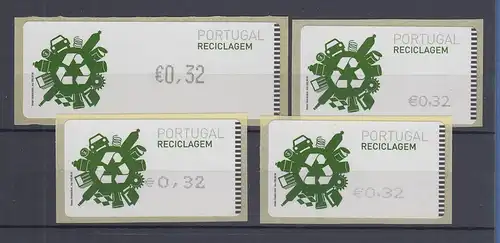 PORTUGAL
RECICLAGEM
€0,32
PORTUGAL
RECICLAGEM
€0.32
PORTUGAL
RECICLAGEM
€0,32
PORTUGAL
RECICLAGEM
€0.32